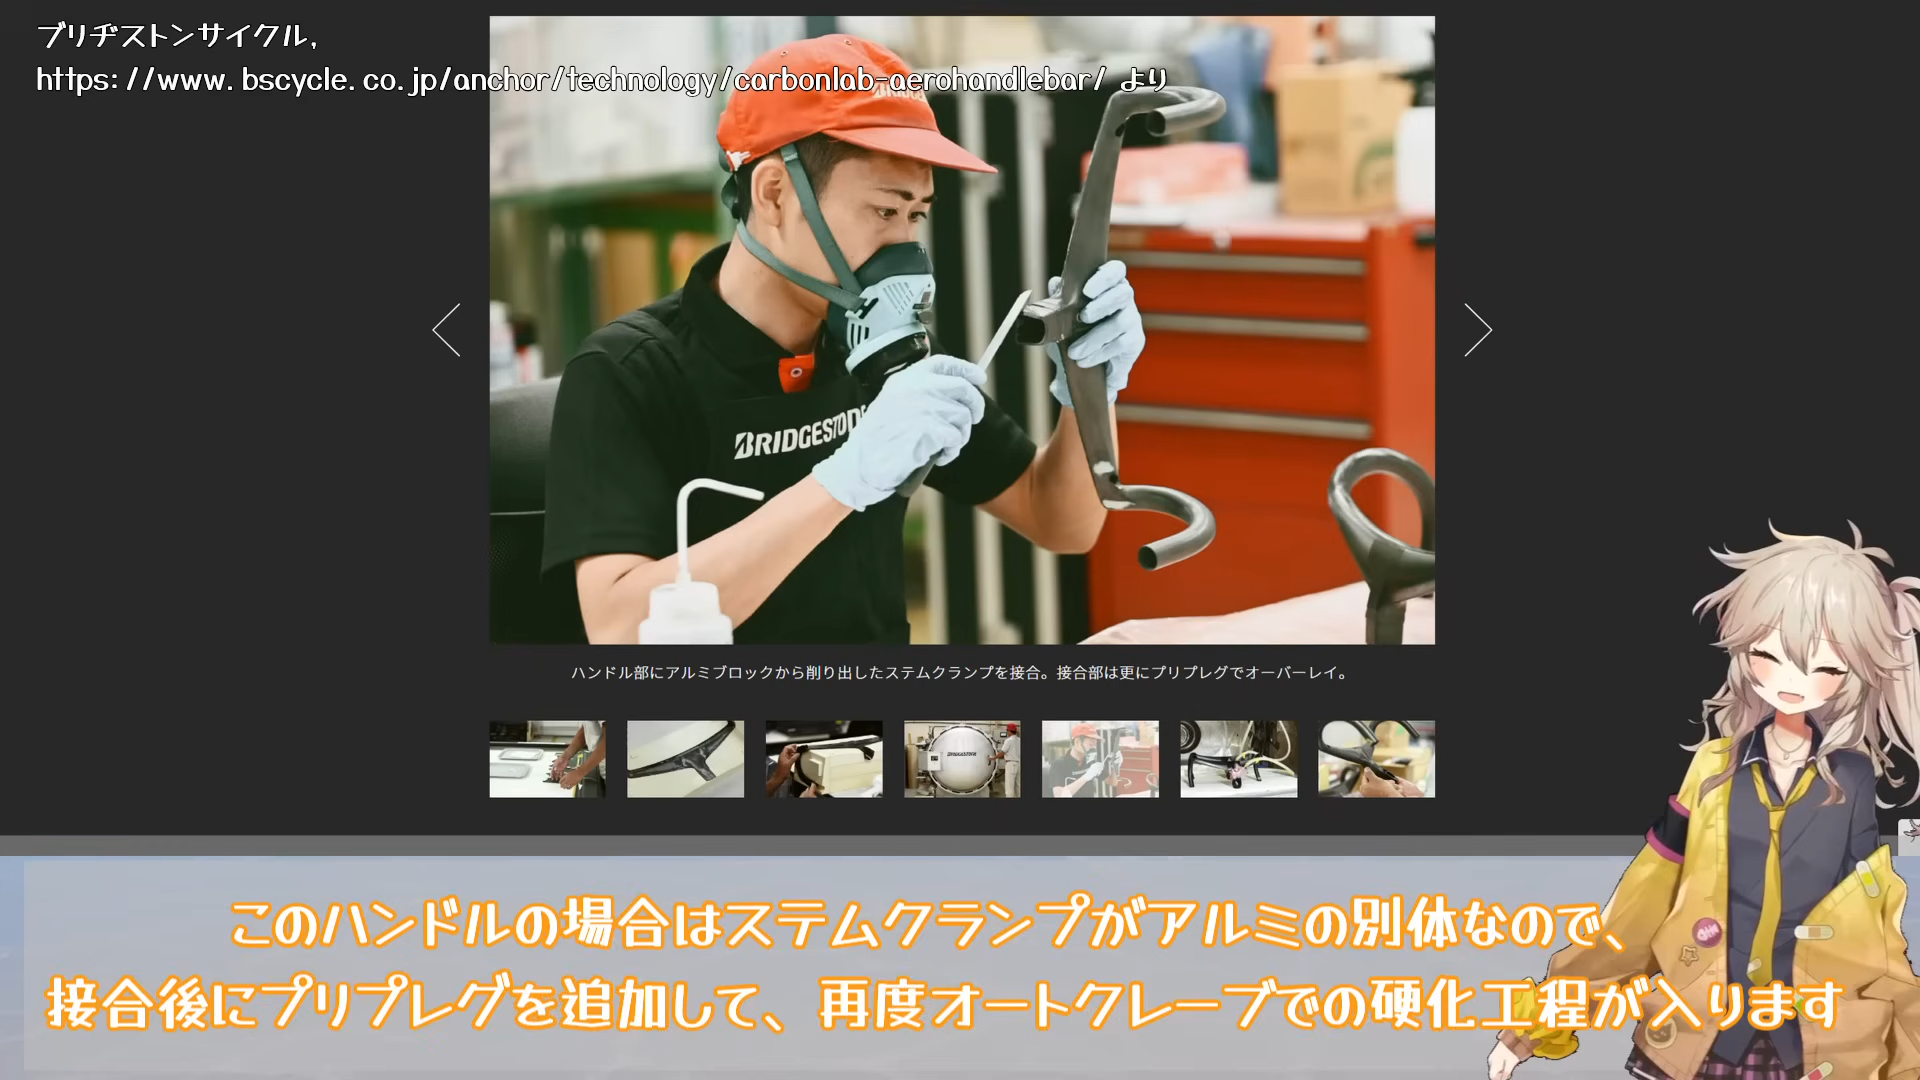 ブリヂストンサイクル,
https://www.bscycle.co.jp/anchor/technology/carbonlab-aerohandlebar/ より
BRIDGESTO
ハンドル部にアルミブロックから削り出したステムクランプを接合。接合部は更にプリプレグでオーバーレイ。
このハンドルの場合はステムクランプがアルミの別体なので、
接合後にプリプレグを追加して、再度オートクレーブでの硬化工程が入ります